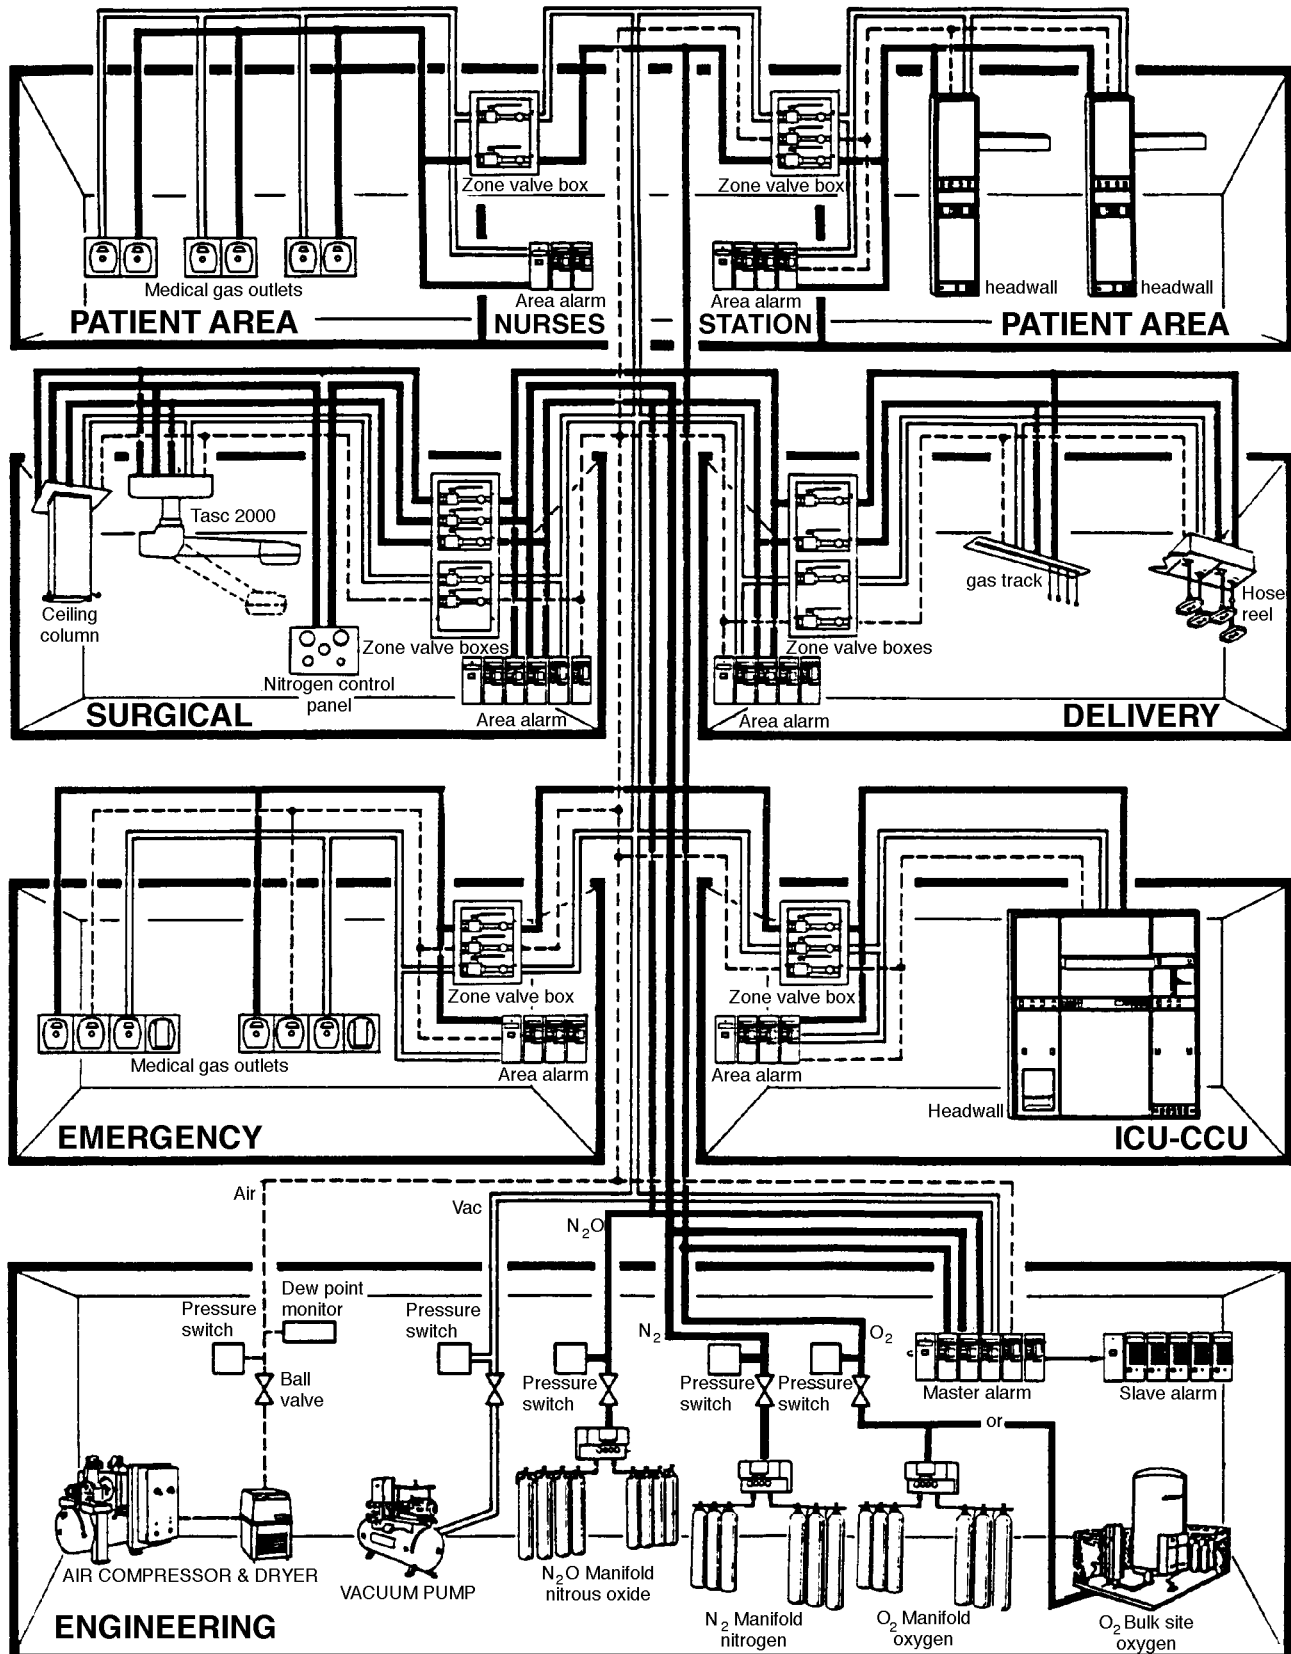 Zone valve box
Zone valve box
Medical gas outlets
Area alarm
Area alarm
headwall
headwall
PATIENT AREA
NURSES
STATION
PATIENT AREA
Tasc 2000
Ceiling
column
Zone valve boxes
Nitrogen control
panel
Area alarm
SURGICAL
gas track
Hose
reel
Zone valve boxes
Area alarm
DELIVERY
Zone valve box
Medical gas outlets
Area alarm
EMERGENCY
Zone valve box
Area alarm
Headwall
ICU-CCU
Air
Vac
N2O
Pressure
switch
Dew point
monitor
Pressure
switch
N2
O2
Ball
valve
Pressure
switch
Pressure
switch
Pressure
switch
Master alarm
Slave alarm
or
AIR COMPRESSOR & DRYER
VACUUM PUMP
N2O Manifold
nitrous oxide
N2 Manifold
nitrogen
O2 Manifold
oxygen
O2 Bulk site
oxygen
ENGINEERING